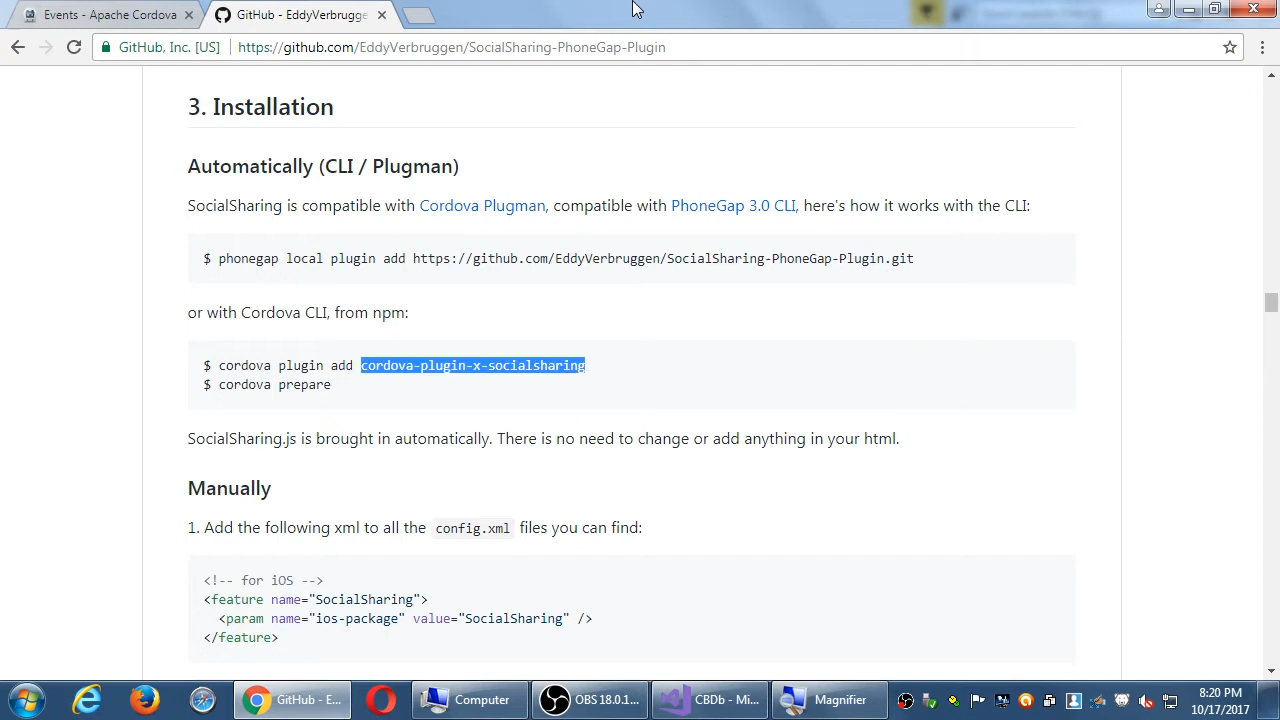 Events - Apache Cordova
GitHub - EddyVerbrugge
GitHub, Inc. [US]
https://github.com/EddyVerbruggen/SocialSharing-PhoneGap-Plugin
3. Installation
Automatically (CLI / Plugman)
SocialSharing is compatible with Cordova Plugman, compatible with PhoneGap 3.0 CLI, here's how it works with the CLI:
$ phonegap local plugin add https://github.com/EddyVerbruggen/SocialSharing-PhoneGap-Plugin.git
or with Cordova CLI, from npm:
$ cordova plugin add cordova-plugin-x-socialsharing
$ cordova prepare
SocialSharing.js is brought in automatically. There is no need to change or add anything in your html.
Manually
1. Add the following xml to all the config.xml files you can find:
<!-- for iOS -->
<feature name="SocialSharing">
<param name="ios-package" value="SocialSharing" />
</feature>
GitHub - E...
Computer
OBS 18.0.1...
CBDb - Mi...
Magnifier
8:20 PM
10/17/2017